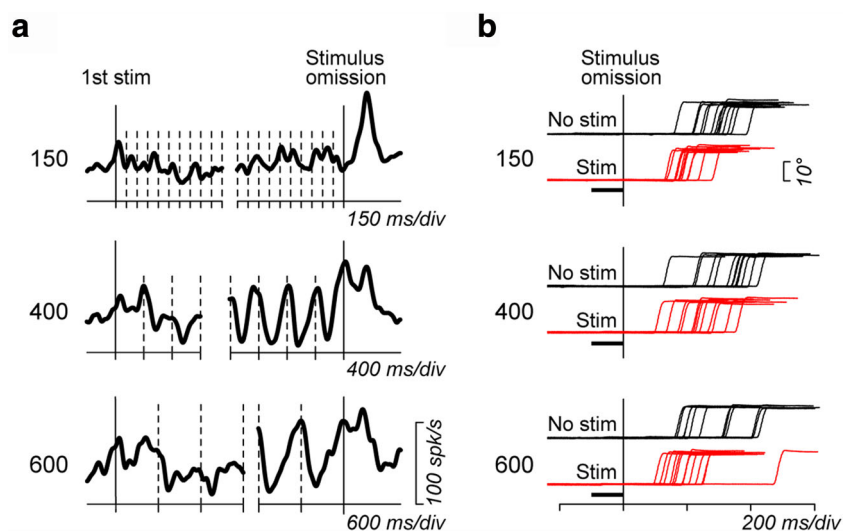 a
1st stim
Stimulus
omission
150
150 ms/div
400
400 ms/div
600
100 spk/s
600 ms/div
b
Stimulus
omission
No stim
150
Stim
10°
No stim
400
Stim
No stim
600
Stim
200 ms/div